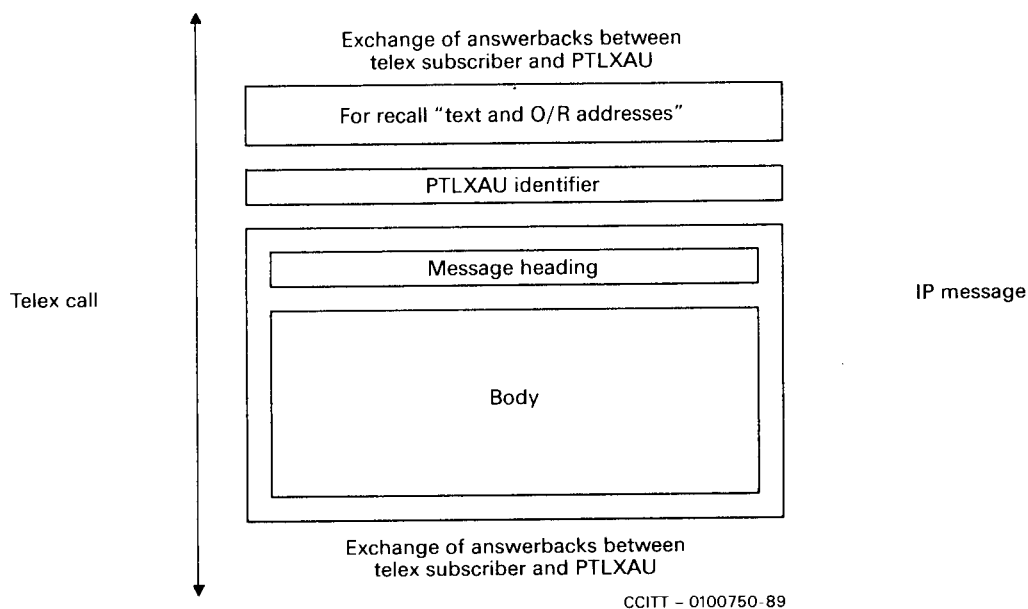 Exchange of answerbacks between
telex subscriber and PTLXAU
For recall “text and O/R addresses”
PTLXAU identifier
Message heading
Telex call
IP message
Body
Exchange of answerbacks between
telex subscriber and PTLXAU
CCITT – 0100750-89